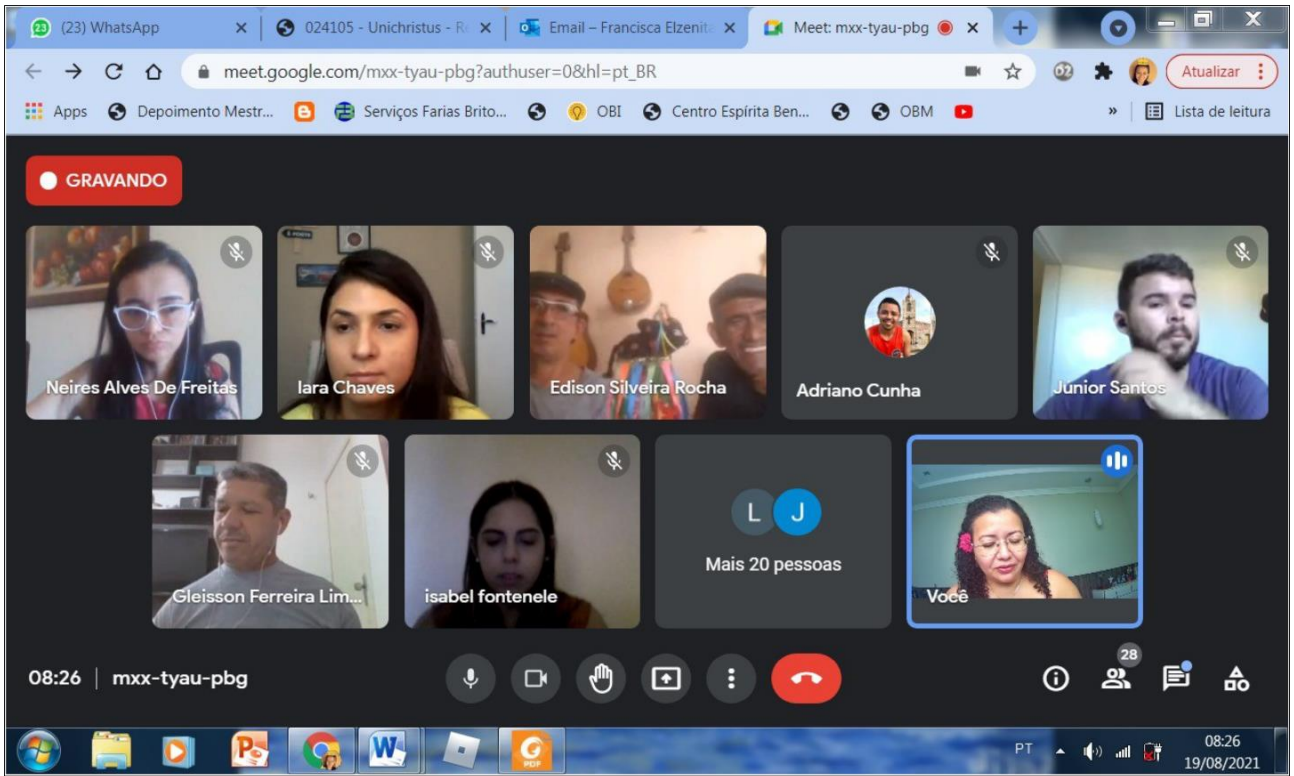 23 (23) WhatsApp
024105 - Unichristus - R
Email – Francisca Elzenit
Meet: mxx-tyau-pbg
meet.google.com/mxx-tyau-pbg?authuser=0&hl=pt_BR
Atualizar
Apps Depoimento Mestr... Serviços Farias Brito... OBI Centro Espírita Ben... OBM » Lista de leitura
GRAVANDO
Neires Alves De Freitas
Iara Chaves
Edison Silveira Rocha
Adriano Cunha
Junior Santos
Gleisson Ferreira Lim...
isabel fontenele
L J
Mais 20 pessoas
Você
08:26 | mxx-tyau-pbg
28
PT
08:26
19/08/2021